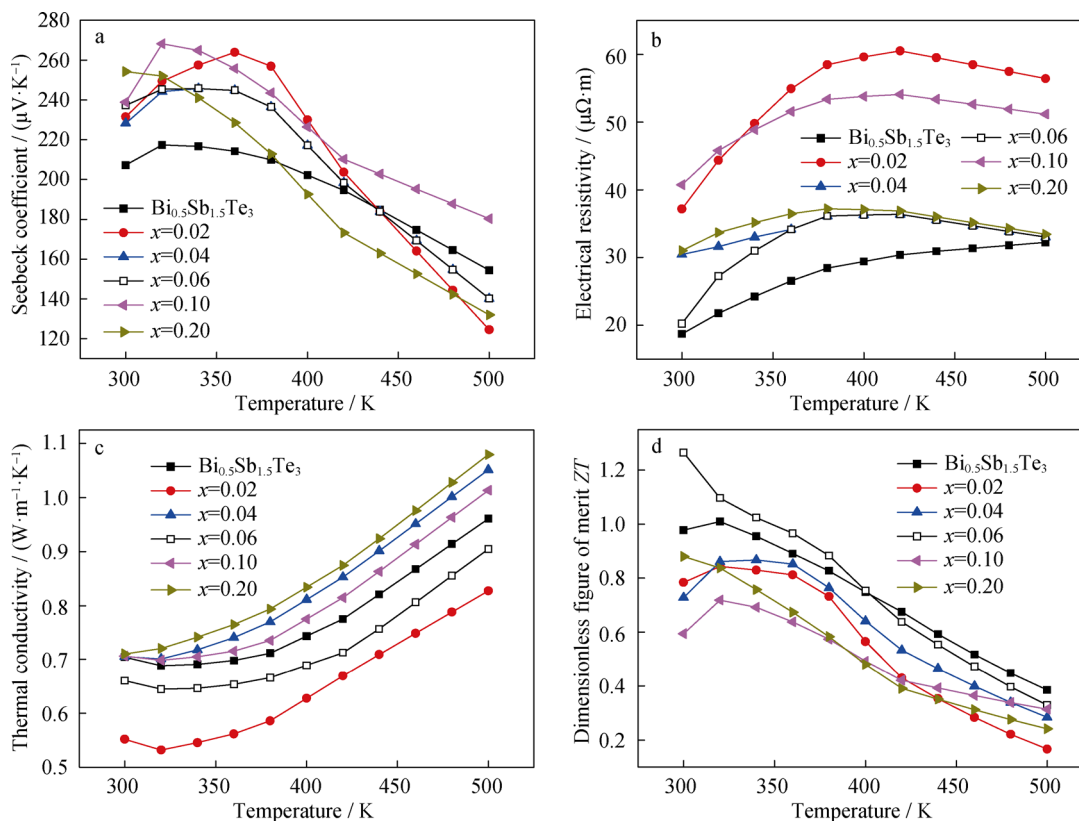 a
280
260
240
220
200
180
160
140
120
Seebeck coefficient / (μV·K⁻¹)
Bi₀.₅Sb₁.₅Te₃
x=0.02
x=0.04
x=0.06
x=0.10
x=0.20
300 350 400 450 500
Temperature / K
b
60
50
40
30
20
Electrical resistivity / (μΩ·m)
Bi₀.₅Sb₁.₅Te₃
x=0.02
x=0.04
x=0.06
x=0.10
x=0.20
300 350 400 450 500
Temperature / K
c
1.1
1.0
0.9
0.8
0.7
0.6
0.5
Thermal conductivity / (W·m⁻¹·K⁻¹)
Bi₀.₅Sb₁.₅Te₃
x=0.02
x=0.04
x=0.06
x=0.10
x=0.20
300 350 400 450 500
Temperature / K
d
1.2
1.0
0.8
0.6
0.4
0.2
Dimensionless figure of merit ZT
Bi₀.₅Sb₁.₅Te₃
x=0.02
x=0.04
x=0.06
x=0.10
x=0.20
300 350 400 450 500
Temperature / K